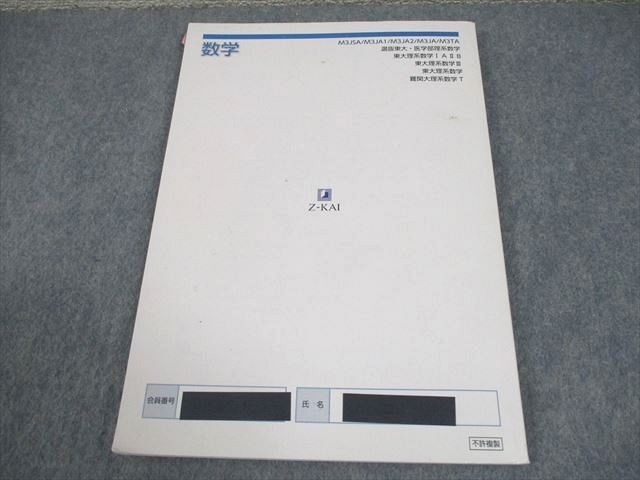 数学
M3JSA/M3JA1/M3JA2/M3JA/M3TA
選抜東大・医学部理系数学
東大理系数学ⅠAⅡB
東大理系数学Ⅲ
東大理系数学
難関大理系数学T
Z-KAI
会員番号
氏 名
不許複製